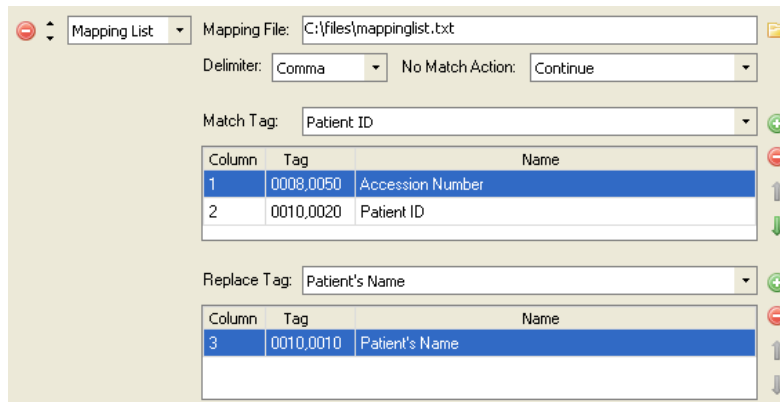 Mapping List Mapping File: C:\files\mappinglist.txt
Delimiter: Comma No Match Action: Continue
Match Tag: Patient ID
Column Tag Name
1 0008,0050 Accession Number
2 0010,0020 Patient ID
Replace Tag: Patient's Name
Column Tag Name
3 0010,0010 Patient's Name